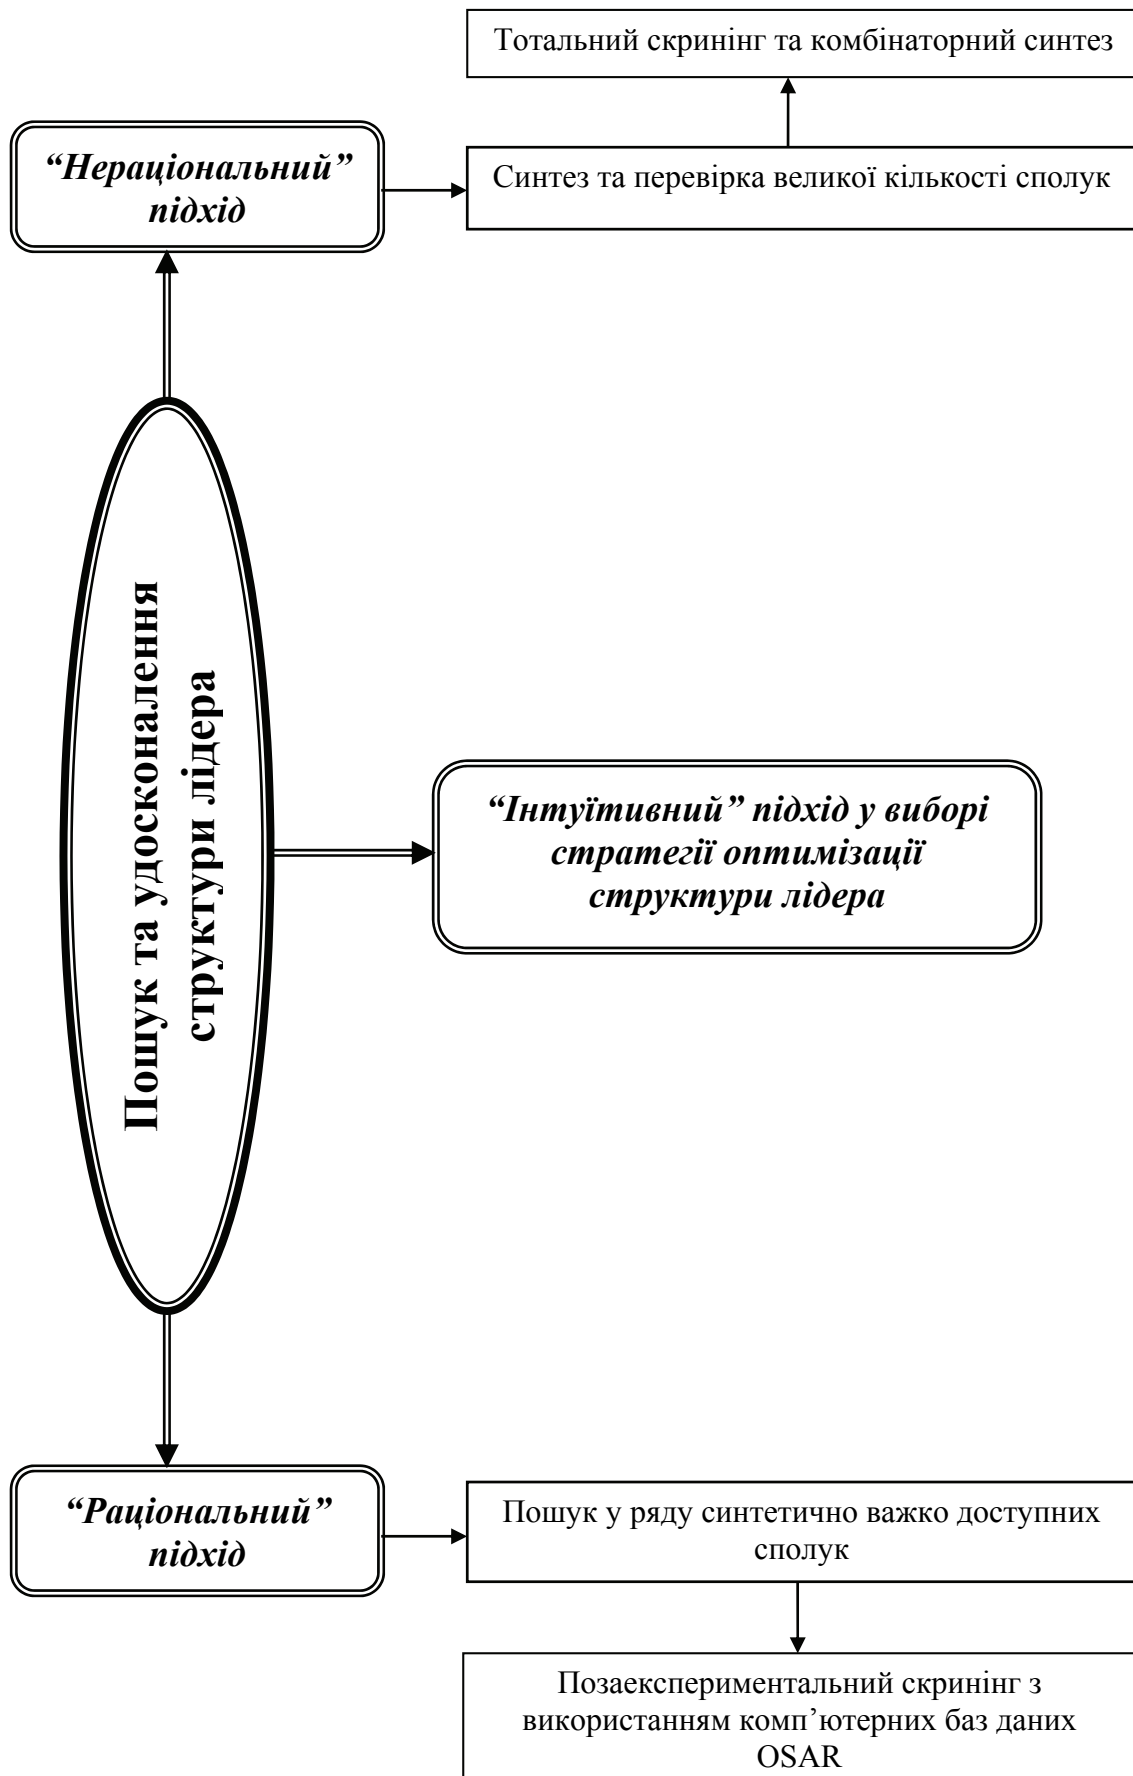 Тотальний скринінг та комбінаторний синтез
“Нераціональний”
підхід
Синтез та перевірка великої кількості сполук
Пошук та удосконалення
структури лідера
“Інтуїтивний” підхід у виборі
стратегії оптимізації
структури лідера
“Раціональний”
підхід
Пошук у ряду синтетично важко доступних
сполук
Позаекспериментальний скринінг з
використанням комп’ютерних баз даних
OSAR